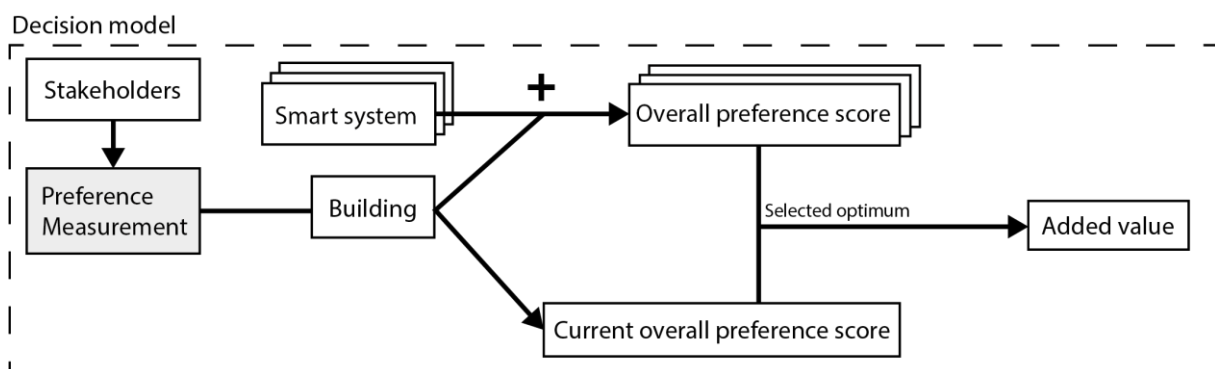 Decision model
Stakeholders
Smart system
+
Overall preference score
Preference
Measurement
Building
Selected optimum
Added value
Current overall preference score